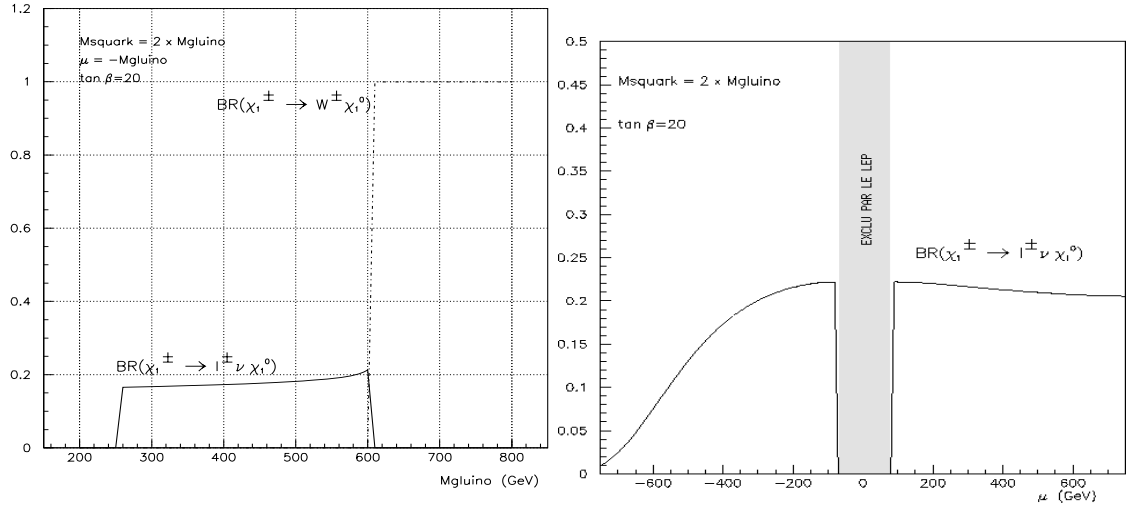 1.2
1
0.8
0.6
0.4
0.2
0
Msquark = 2 × Mgluino
μ = −Mgluino
tan β=20
BR(χ₁± → W± χ₁⁰)
BR(χ₁± → l± ν χ₁⁰)
200 300 400 500 600 700 800
Mgluino (GeV)
0.5
0.45
0.4
0.35
0.3
0.25
0.2
0.15
0.1
0.05
0
Msquark = 2 × Mgluino
tan β=20
EXCLU PAR LE LEP
BR(χ₁± → l± ν χ₁⁰)
−600 −400 −200 0 200 400 600
μ (GeV)